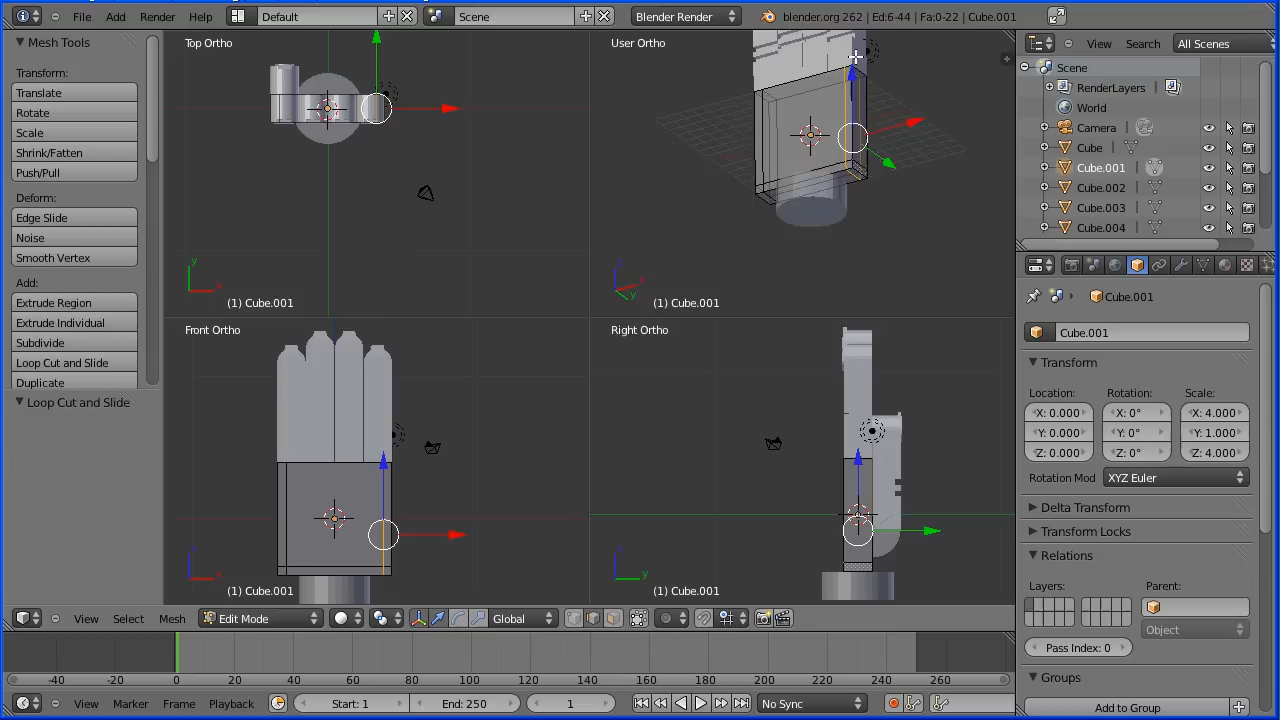 File Add Render Help Default Scene Blender Render blender.org 262 | Ed:6-44 | Fa:0-22 | Cube.001
Mesh Tools
Transform:
Translate
Rotate
Scale
Shrink/Fatten
Push/Pull
Deform:
Edge Slide
Noise
Smooth Vertex
Add:
Extrude Region
Extrude Individual
Subdivide
Loop Cut and Slide
Duplicate
Loop Cut and Slide
Top Ortho
y
x
(1) Cube.001
User Ortho
z
x
y
(1) Cube.001
Front Ortho
z
x
(1) Cube.001
Right Ortho
z
y
(1) Cube.001
View Select Mesh Edit Mode Global
-40 -20 0 20 40 60 80 100 120 140 160 180 200 220 240 260
View Marker Frame Playback Start: 1 End: 250 1 No Sync
View Search All Scenes
Scene
RenderLayers
World
Camera
Cube
Cube.001
Cube.002
Cube.003
Cube.004
Cube.001
Cube.001
Transform
Location: Rotation: Scale:
X: 0.000 X: 0° X: 4.000
Y: 0.000 Y: 0° Y: 1.000
Z: 0.000 Z: 0° Z: 4.000
Rotation Mod XYZ Euler
Delta Transform
Transform Locks
Relations
Layers: Parent:
Object
Pass Index: 0
Groups
Add to Group